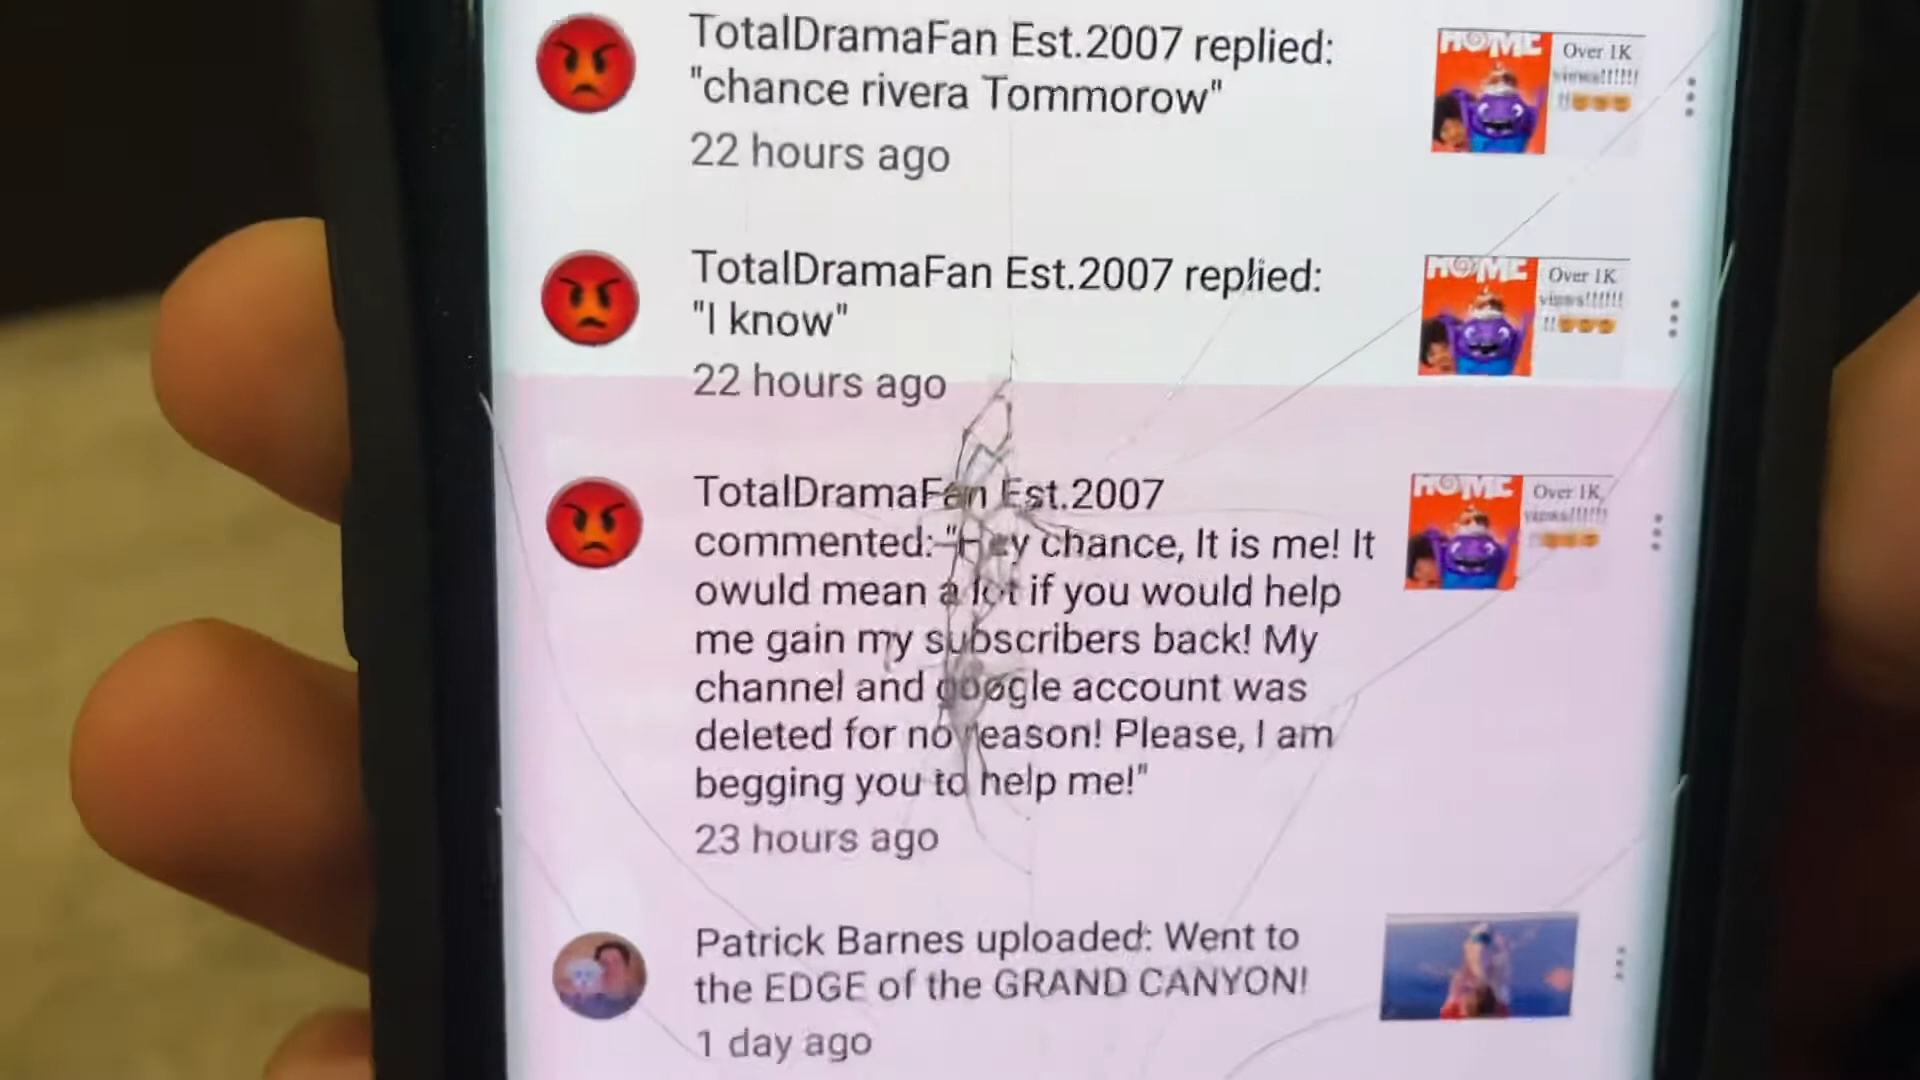 TotalDramaFan Est.2007 replied:
"chance rivera Tommorow"
22 hours ago
HOME
Over 1K
views!!!!!!
!!
TotalDramaFan Est.2007 replied:
"I know"
22 hours ago
HOME
Over 1K
views!!!!!!
!!
TotalDramaFan Est.2007
commented: "Hey chance, It is me! It
owuld mean a lot if you would help
me gain my subscribers back! My
channel and google account was
deleted for no reason! Please, I am
begging you to help me!"
23 hours ago
HOME
Over 1K
views!!!!!!
Patrick Barnes uploaded: Went to
the EDGE of the GRAND CANYON!
1 day ago